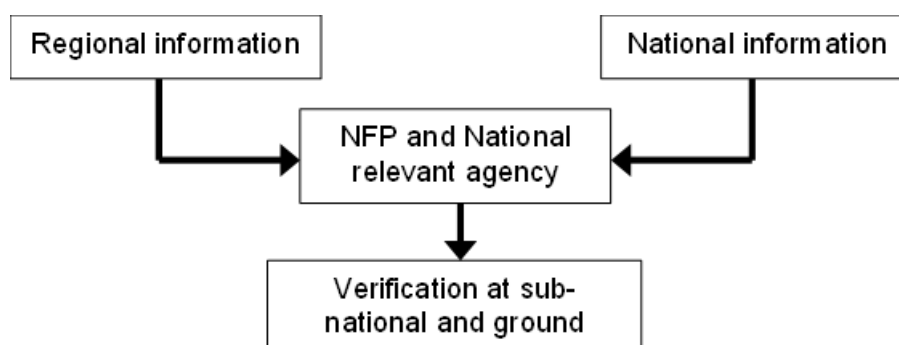 Regional information
National information
NFP and National
relevant agency
Verification at sub-
national and ground